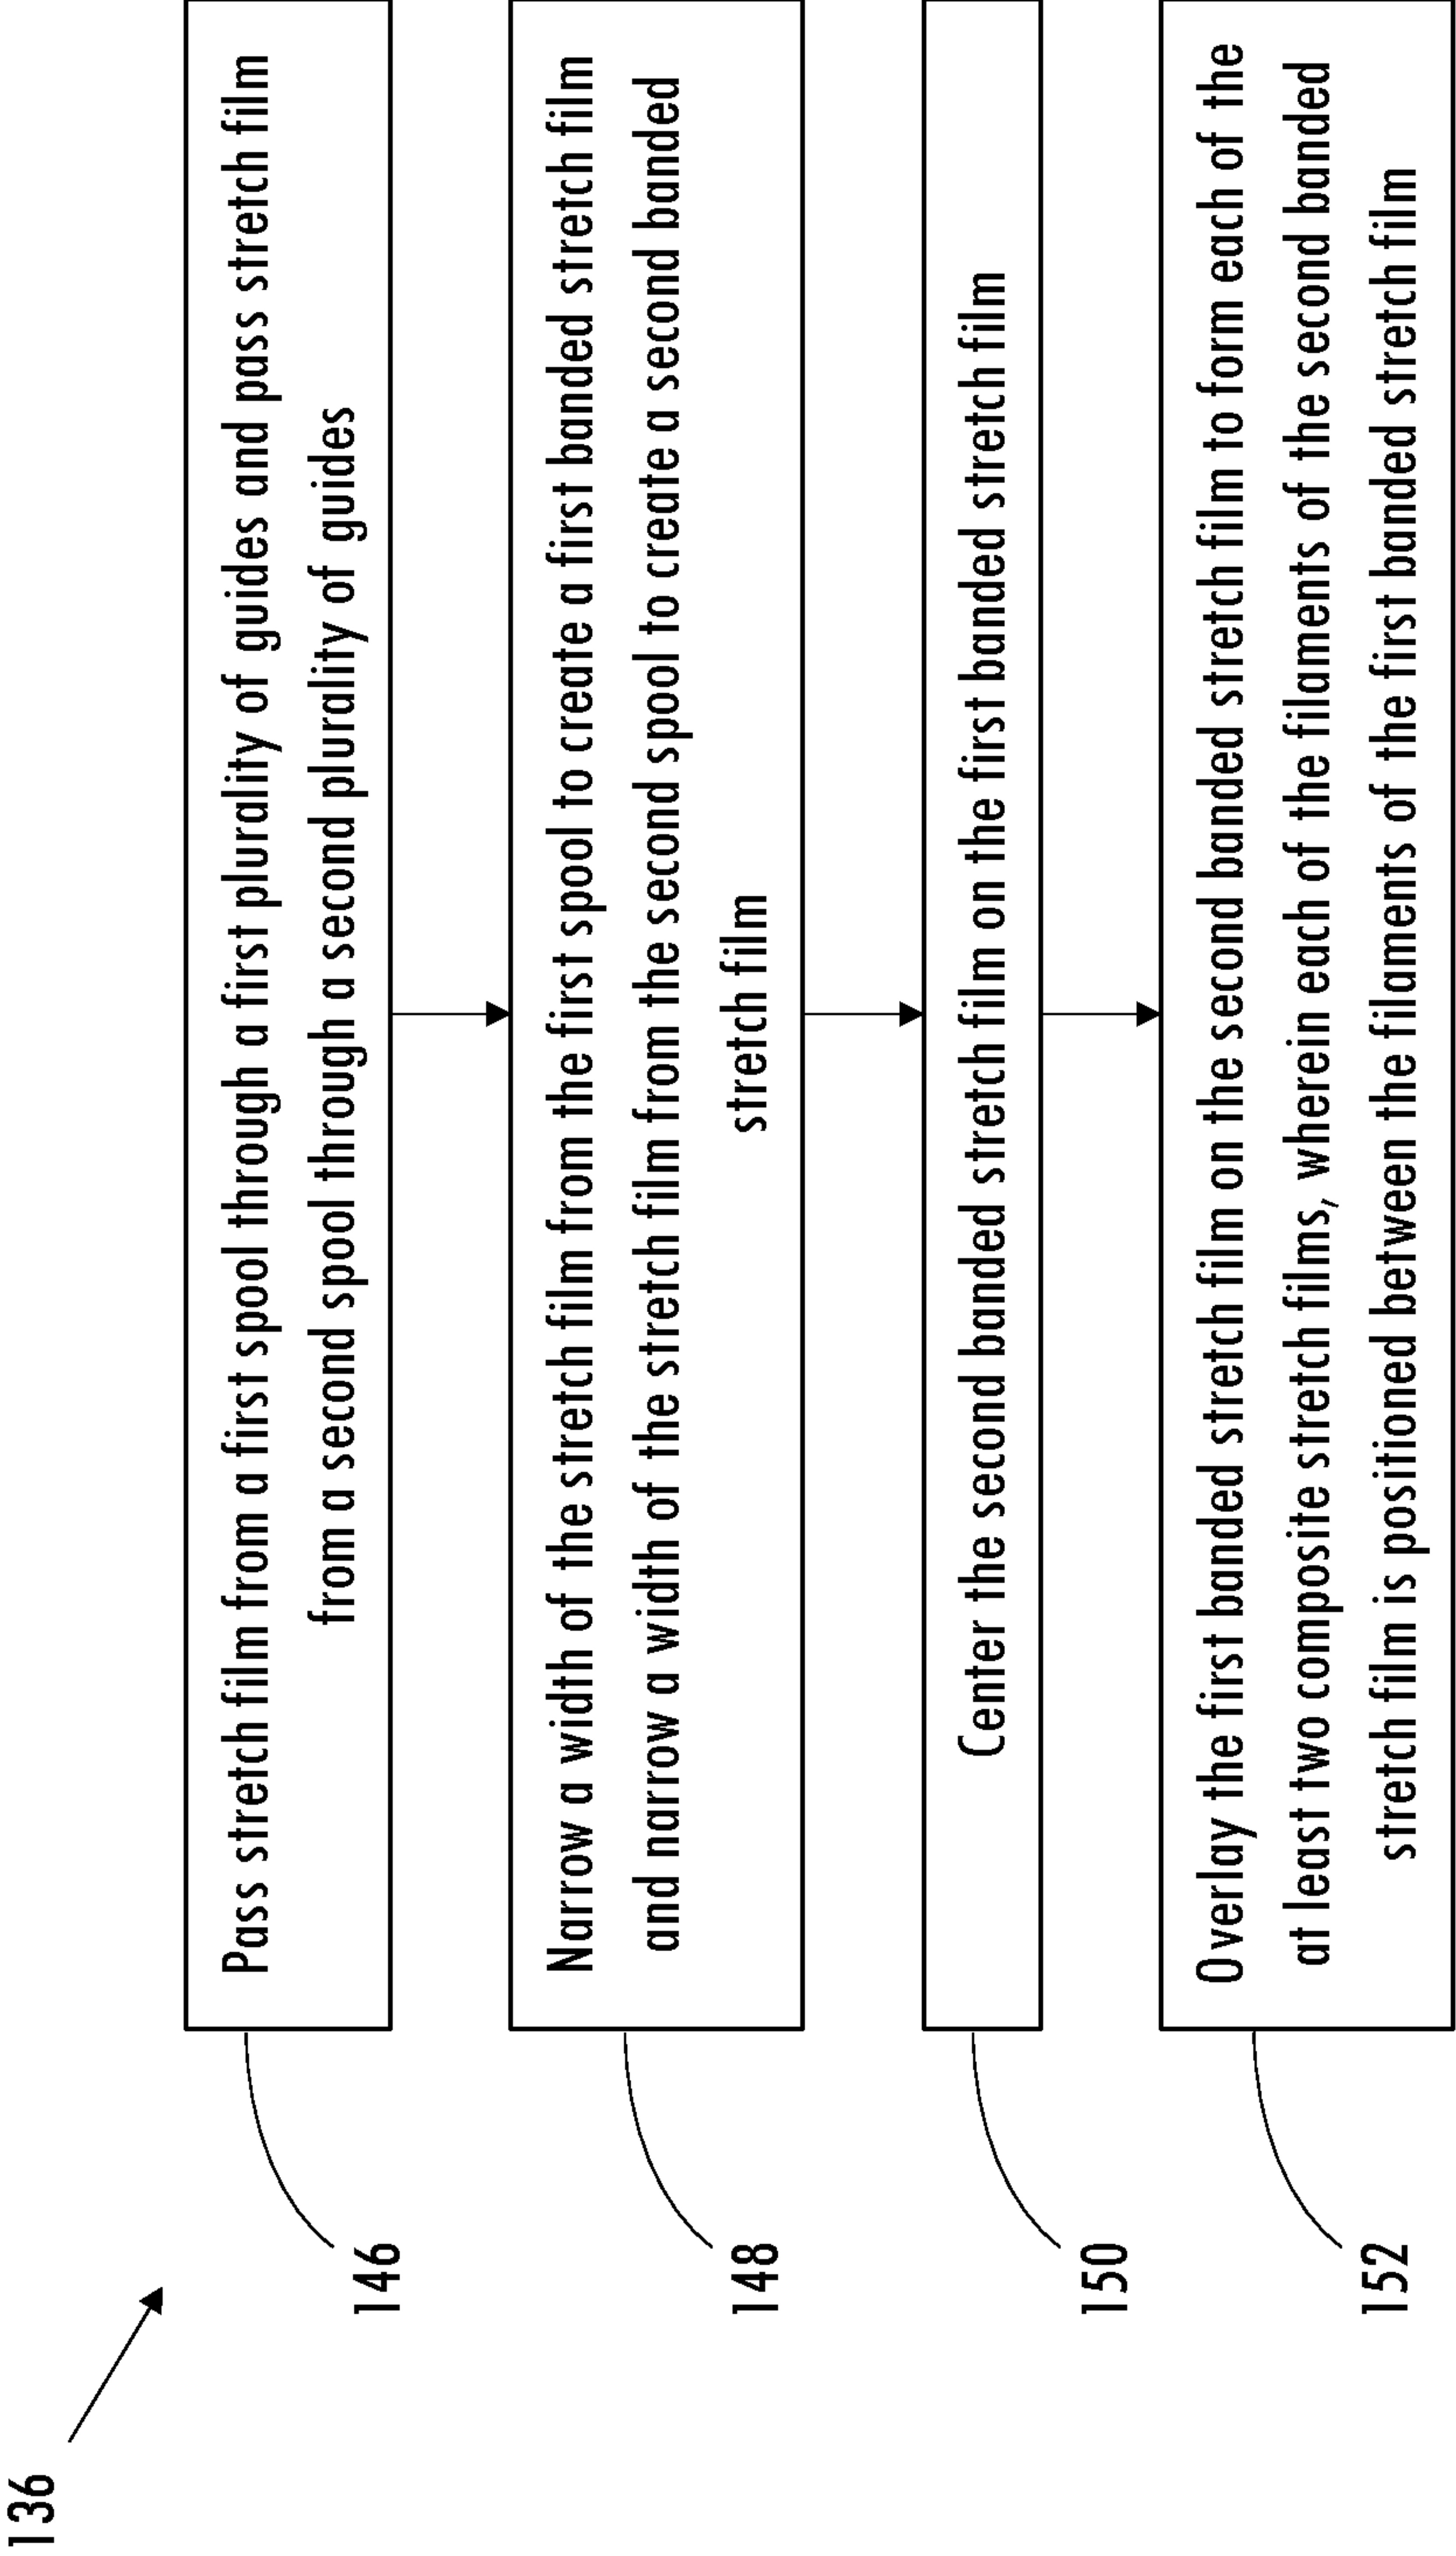 136
146
Pass stretch film from a first spool through a first plurality of guides and pass stretch film
from a second spool through a second plurality of guides
148
Narrow a width of the stretch film from the first spool to create a first banded stretch film
and narrow a width of the stretch film from the second spool to create a second banded
stretch film
150
Center the second banded stretch film on the first banded stretch film
152
Overlay the first banded stretch film on the second banded stretch film to form each of the
at least two composite stretch films, wherein each of the filaments of the second banded
stretch film is positioned between the filaments of the first banded stretch film